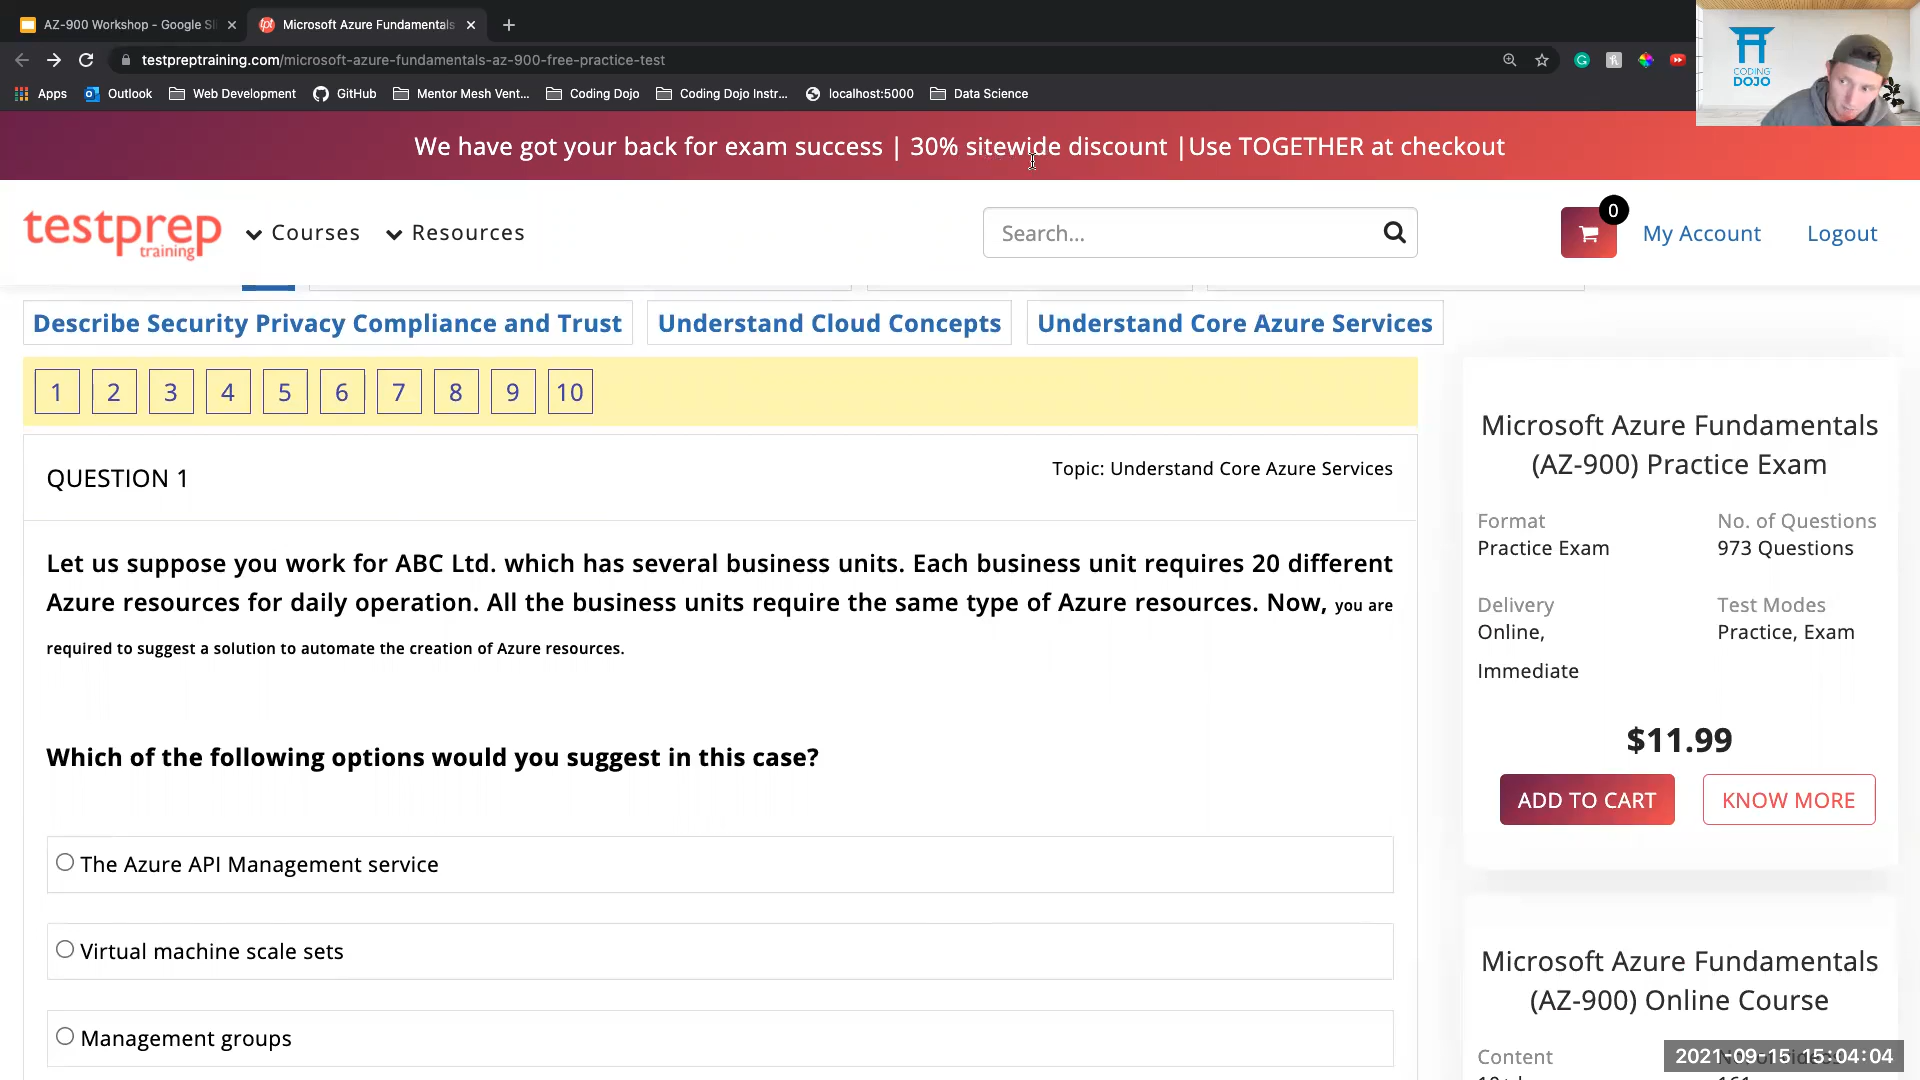 AZ-900 Workshop - Google Sl
Microsoft Azure Fundamentals
testpreptraining.com/microsoft-azure-fundamentals-az-900-free-practice-test
Apps
Outlook
Web Development
GitHub
Mentor Mesh Vent...
Coding Dojo
Coding Dojo Instr...
localhost:5000
Data Science
CODING
DOJO
We have got your back for exam success | 30% sitewide discount |Use TOGETHER at checkout
testprep
training
Courses
Resources
Search...
0
My Account
Logout
Describe Security Privacy Compliance and Trust
Understand Cloud Concepts
Understand Core Azure Services
1 2 3 4 5 6 7 8 9 10
QUESTION 1
Topic: Understand Core Azure Services
Let us suppose you work for ABC Ltd. which has several business units. Each business unit requires 20 different
Azure resources for daily operation. All the business units require the same type of Azure resources. Now, you are
required to suggest a solution to automate the creation of Azure resources.
Which of the following options would you suggest in this case?
The Azure API Management service
Virtual machine scale sets
Management groups
Microsoft Azure Fundamentals
(AZ-900) Practice Exam
Format
Practice Exam
No. of Questions
973 Questions
Delivery
Online,
Immediate
Test Modes
Practice, Exam
$11.99
ADD TO CART
KNOW MORE
Microsoft Azure Fundamentals
(AZ-900) Online Course
Content
2021-09-15 15:04:04